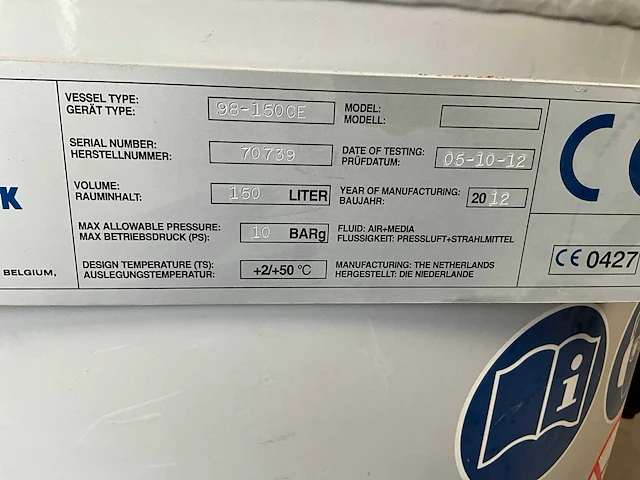 VESSEL TYPE:
GERÄT TYPE:
98-150CE
MODEL:
MODELL:
SERIAL NUMBER:
HERSTELLNUMMER:
70739
DATE OF TESTING:
PRÜFDATUM:
05-10-12
VOLUME:
RAUMINHALT:
150 LITER
YEAR OF MANUFACTURING:
BAUJAHR:
2012
MAX ALLOWABLE PRESSURE:
MAX BETRIEBSDRUCK (PS):
10 BARg
FLUID: AIR+MEDIA
FLUSSIGKEIT: PRESSLUFT+STRAHLMITTEL
DESIGN TEMPERATURE (TS):
AUSLEGUNGSTEMPERATUR:
+2/+50 °C
MANUFACTURING: THE NETHERLANDS
HERGESTELLT: DIE NIEDERLANDE
K
BELGIUM,
CE
CE 0427
i